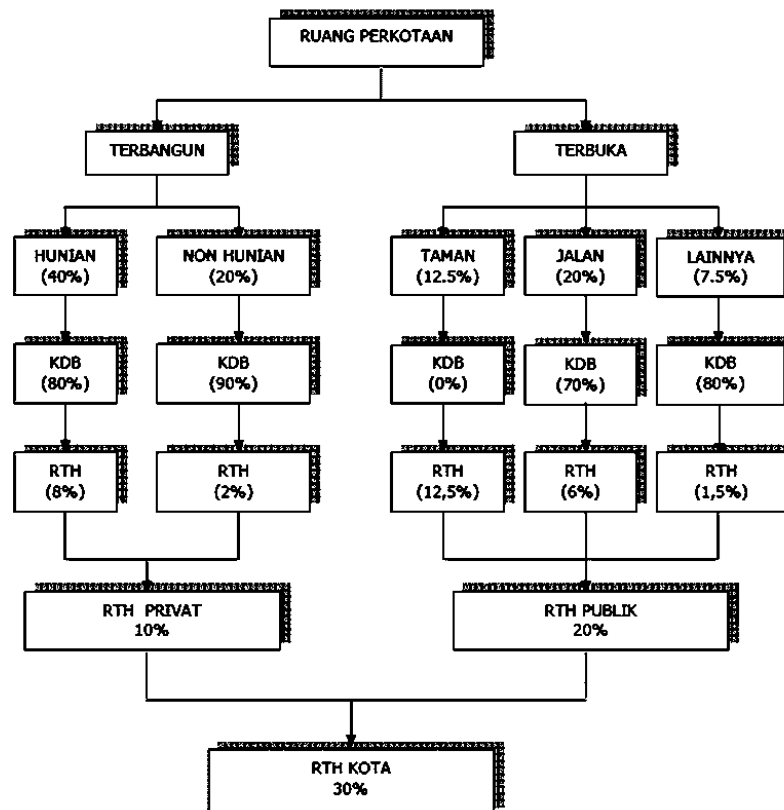 RUANG PERKOTAAN
TERBANGUN
TERBUKA
HUNIAN
(40%)
NON HUNIAN
(20%)
TAMAN
(12.5%)
JALAN
(20%)
LAINNYA
(7.5%)
KDB
(80%)
KDB
(90%)
KDB
(0%)
KDB
(70%)
KDB
(80%)
RTH
(8%)
RTH
(2%)
RTH
(12,5%)
RTH
(6%)
RTH
(1,5%)
RTH PRIVAT
10%
RTH PUBLIK
20%
RTH KOTA
30%